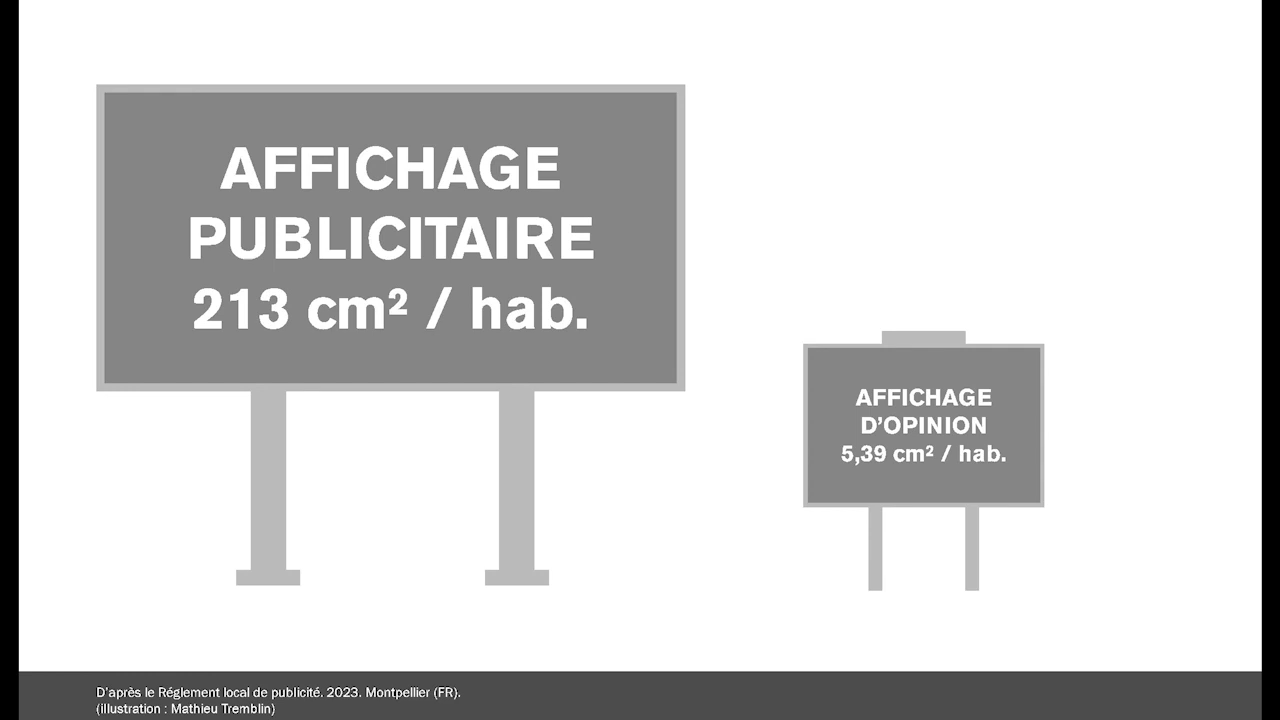 AFFICHAGE
PUBLICITAIRE
213 cm² / hab.
AFFICHAGE
D'OPINION
5,39 cm² / hab.
D'après le Réglement local de publicité. 2023. Montpellier (FR).
(illustration : Mathieu Tremblin)